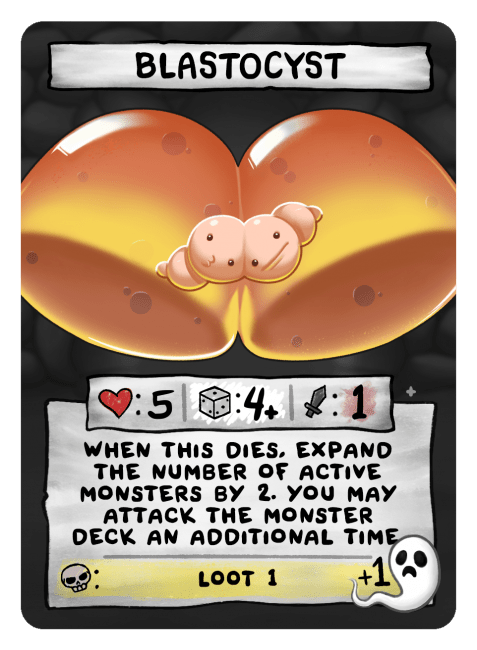 BLASTOCYST
:5 :4+ :1
WHEN THIS DIES, EXPAND
THE NUMBER OF ACTIVE
MONSTERS BY 2. YOU MAY
ATTACK THE MONSTER
DECK AN ADDITIONAL TIME
: LOOT 1 +1